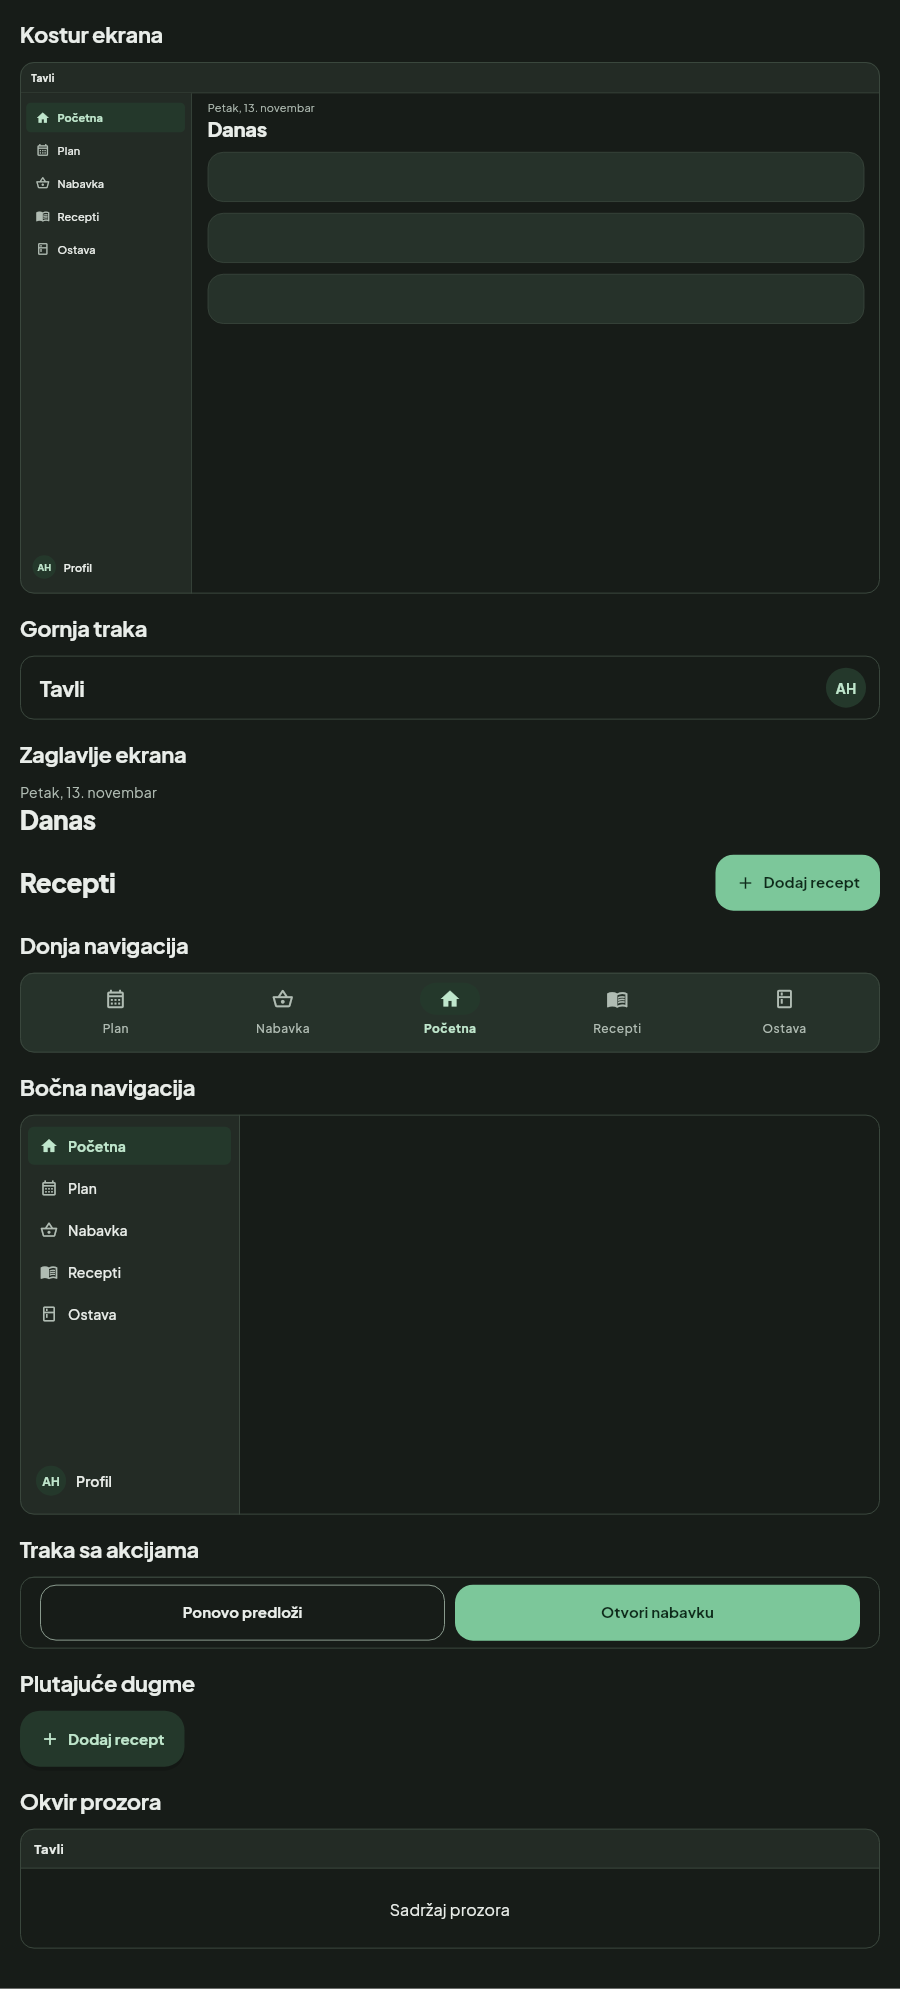 Kostur ekrana
Tavli
Početna
Plan
Nabavka
Recepti
Ostava
AH Profil
Petak, 13. novembar
Danas
Gornja traka
Tavli
AH
Zaglavlje ekrana
Petak, 13. novembar
Danas
Recepti
Dodaj recept
Donja navigacija
Plan
Nabavka
Početna
Recepti
Ostava
Bočna navigacija
Početna
Plan
Nabavka
Recepti
Ostava
AH Profil
Traka sa akcijama
Ponovo predloži
Otvori nabavku
Plutajuće dugme
Dodaj recept
Okvir prozora
Tavli
Sadržaj prozora